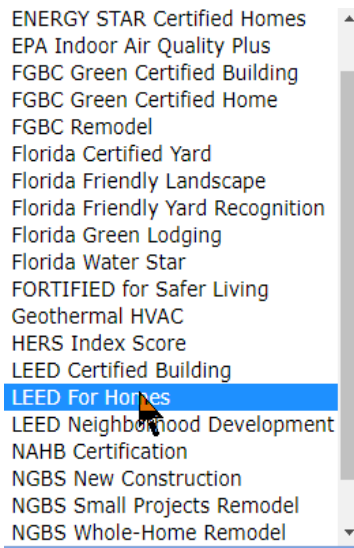 ENERGY STAR Certified Homes
EPA Indoor Air Quality Plus
FGBC Green Certified Building
FGBC Green Certified Home
FGBC Remodel
Florida Certified Yard
Florida Friendly Landscape
Florida Friendly Yard Recognition
Florida Green Lodging
Florida Water Star
FORTIFIED for Safer Living
Geothermal HVAC
HERS Index Score
LEED Certified Building
LEED For Homes
LEED Neighborhood Development
NAHB Certification
NGBS New Construction
NGBS Small Projects Remodel
NGBS Whole-Home Remodel